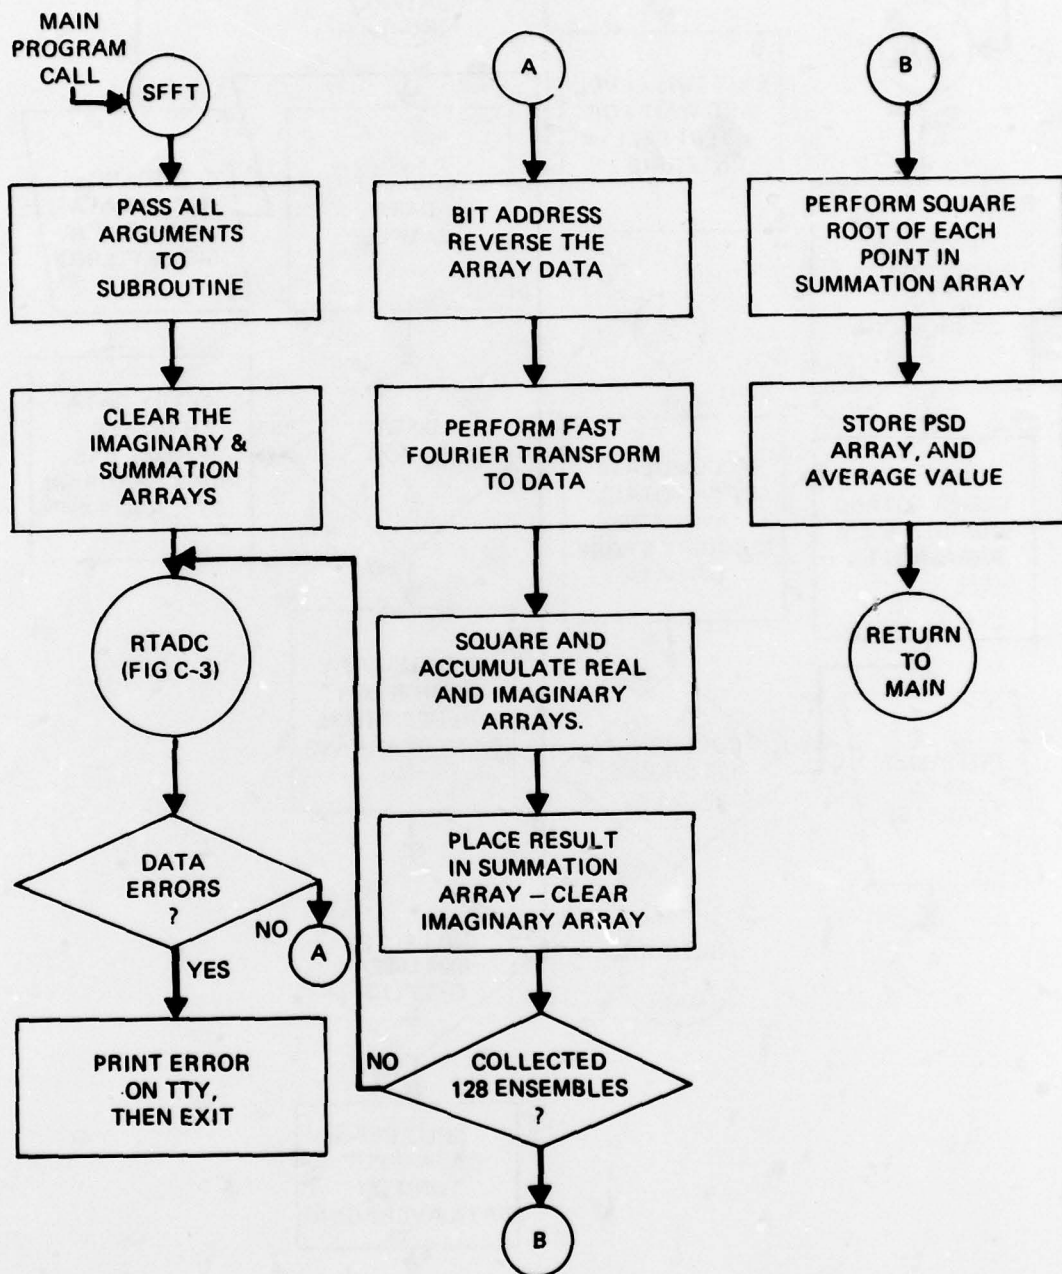 MAIN
PROGRAM
CALL
SFFT
PASS ALL
ARGUMENTS
TO
SUBROUTINE
CLEAR THE
IMAGINARY &
SUMMATION
ARRAYS
RTADC
(FIG C-3)
DATA
ERRORS
?
NO
A
YES
PRINT ERROR
ON TTY,
THEN EXIT
A
BIT ADDRESS
REVERSE THE
ARRAY DATA
PERFORM FAST
FOURIER TRANSFORM
TO DATA
SQUARE AND
ACCUMULATE REAL
AND IMAGINARY
ARRAYS.
PLACE RESULT
IN SUMMATION
ARRAY – CLEAR
IMAGINARY ARRAY
NO
COLLECTED
128 ENSEMBLES
?
B
B
PERFORM SQUARE
ROOT OF EACH
POINT IN
SUMMATION ARRAY
STORE PSD
ARRAY, AND
AVERAGE VALUE
RETURN
TO
MAIN